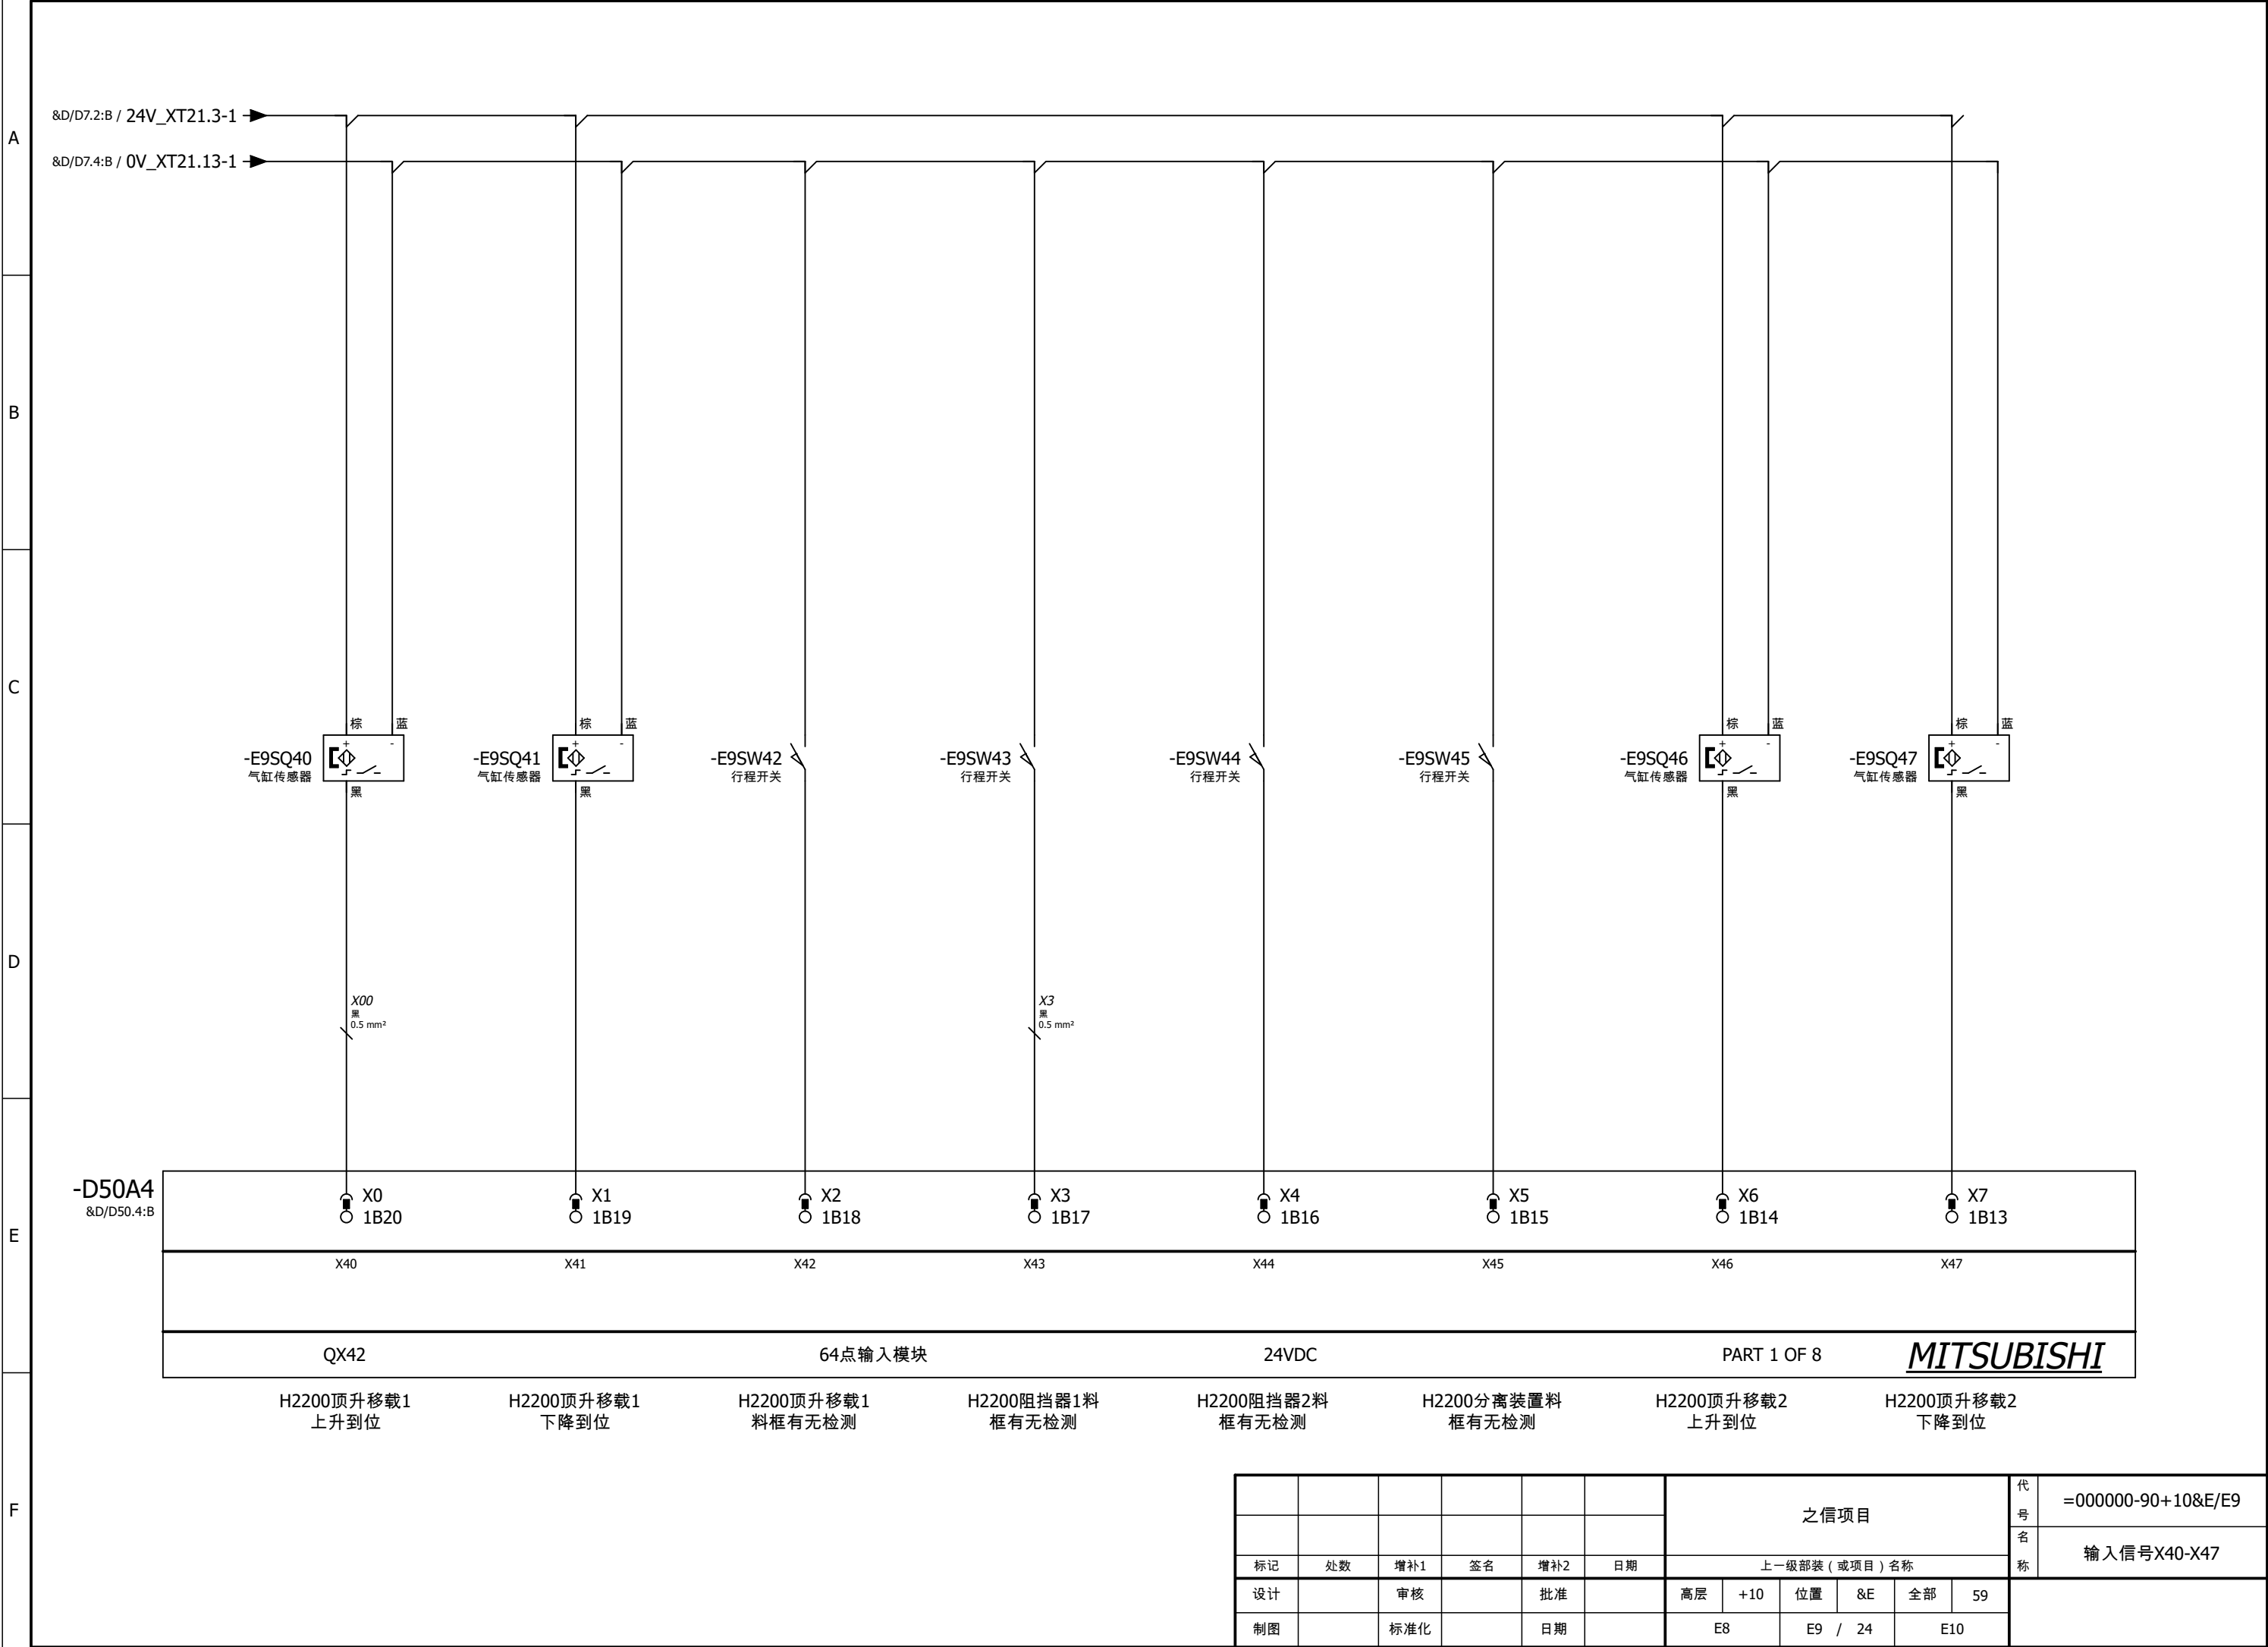 A
B
C
D
E
F
&D/D7.2:B / 24V_XT21.3-1
&D/D7.4:B / 0V_XT21.13-1
棕 蓝
+ -
-E9SQ40
气缸传感器
黑
棕 蓝
+ -
-E9SQ41
气缸传感器
黑
-E9SW42
行程开关
-E9SW43
行程开关
-E9SW44
行程开关
-E9SW45
行程开关
棕 蓝
+ -
-E9SQ46
气缸传感器
黑
棕 蓝
+ -
-E9SQ47
气缸传感器
黑
X00
黑
0.5 mm²
X3
黑
0.5 mm²
-D50A4
&D/D50.4:B
X0 X1 X2 X3 X4 X5 X6 X7
1B20 1B19 1B18 1B17 1B16 1B15 1B14 1B13
X40 X41 X42 X43 X44 X45 X46 X47
QX42 64点输入模块 24VDC PART 1 OF 8 MITSUBISHI
H2200顶升移载1
上升到位
H2200顶升移载1
下降到位
H2200顶升移载1
料框有无检测
H2200阻挡器1料
框有无检测
H2200阻挡器2料
框有无检测
H2200分离装置料
框有无检测
H2200顶升移载2
上升到位
H2200顶升移载2
下降到位
之信项目
代号 =000000-90+10&E/E9
名称 输入信号X40-X47
标记 处数 增补1 签名 增补2 日期 上一级部装（或项目）名称
设计 审核 批准 高层 +10 位置 &E 全部 59
制图 标准化 日期 E8 E9 / 24 E10